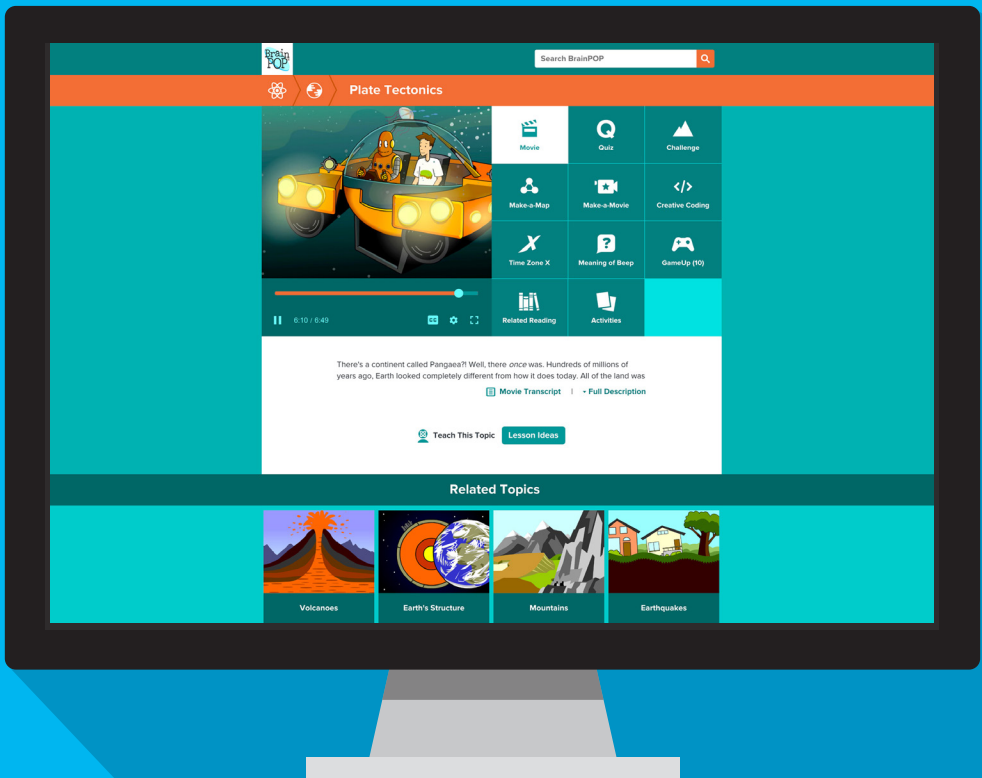 Brain
POP
Search BrainPOP
Plate Tectonics
Movie
Q
Quiz
Challenge
Make-a-Map
Make-a-Movie
</>
Creative Coding
X
Time Zone X
?
Meaning of Beep
GameUp (10)
6:10 / 6:49
CC
Related Reading
Activities
There's a continent called Pangaea?! Well, there once was. Hundreds of millions of
years ago, Earth looked completely different from how it does today. All of the land was
Movie Transcript | Full Description
Teach This Topic Lesson Ideas
Related Topics
Volcanoes
Earth's Structure
Mountains
Earthquakes